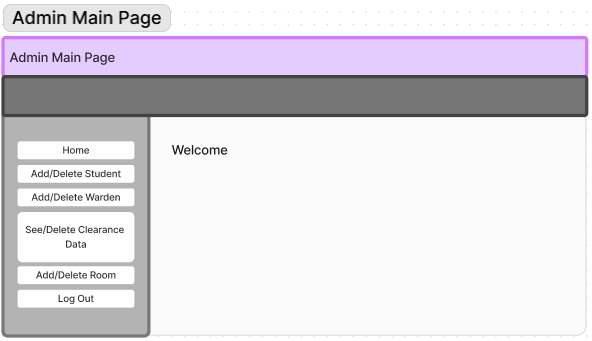 Admin Main Page
Admin Main Page
Home
Welcome
Add/Delete Student
Add/Delete Warden
See/Delete Clearance
Data
Add/Delete Room
Log Out